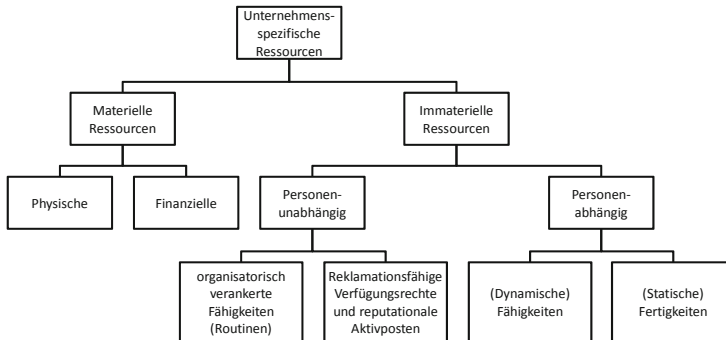 Unternehmens-
spezifische
Ressourcen
Materielle
Ressourcen
Immaterielle
Ressourcen
Physische
Finanzielle
Personen-
unabhängig
Personen-
abhängig
organisatorisch
verankerte
Fähigkeiten
(Routinen)
Reklamationsfähige
Verfügungsrechte
und reputationale
Aktivposten
(Dynamische)
Fähigkeiten
(Statische)
Fertigkeiten